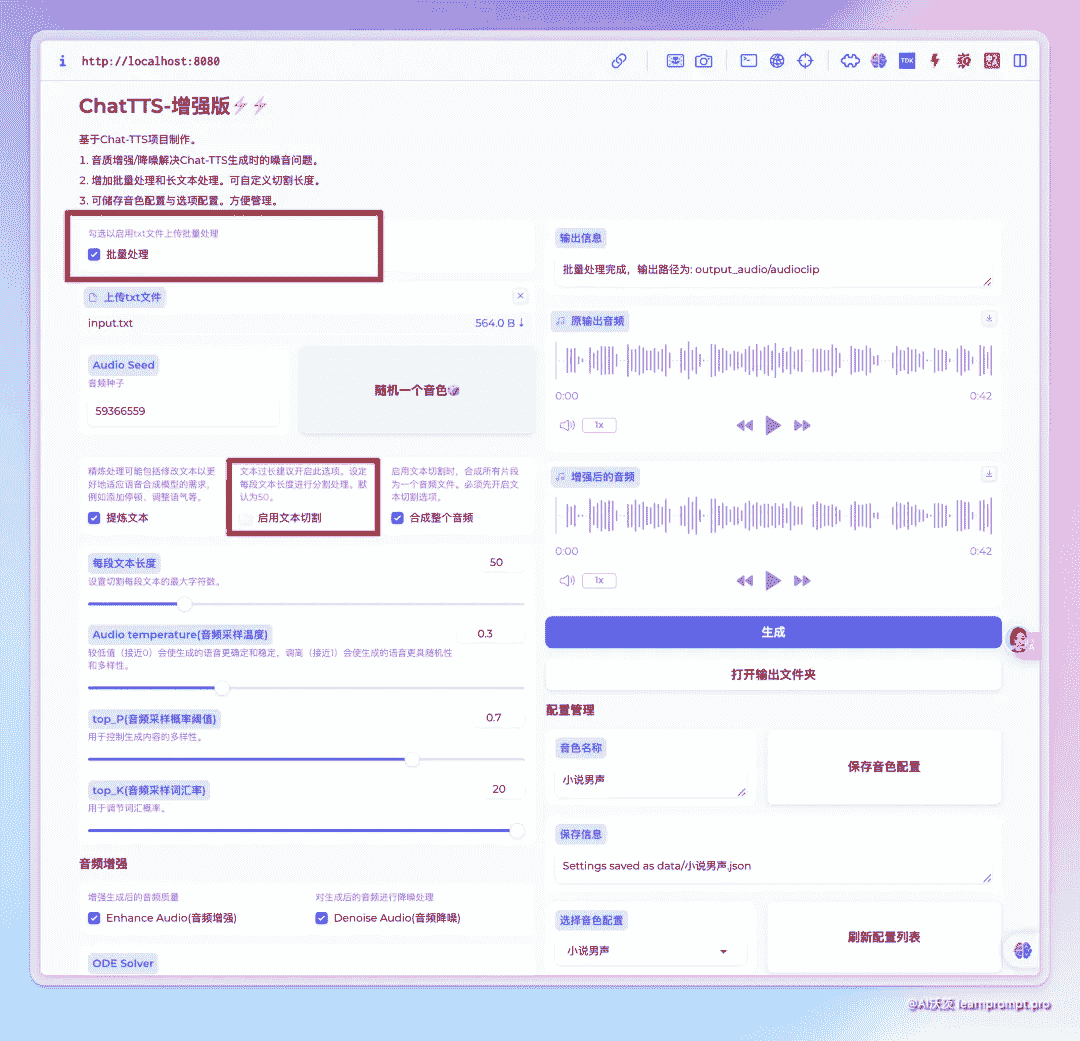 http://localhost:8080
TDX
ChatTTS-增强版⚡⚡
基于Chat-TTS项目制作。
1. 音质增强/降噪解决Chat-TTS生成时的噪音问题。
2. 增加批量处理和长文本处理。可自定义切割长度。
3. 可储存音色配置与选项配置。方便管理。
勾选以启用txt文件上传批量处理
批量处理
上传txt文件
input.txt
564.0 B ↓
Audio Seed
音频种子
59366559
随机一个音色🎲
精炼处理可能包括修改文本以更
好地适应语音合成模型的需求,
例如添加停顿、调整语气等。
提炼文本
文本过长建议开启此选项，设定
每段文本长度进行分割处理。默
认为50。
启用文本切割
启用文本切割时，合成所有片段
为一个音频文件。必须先开启文
本切割选项。
合成整个音频
每段文本长度
50
设置切割每段文本的最大字符数。
Audio temperature(音频采样温度)
0.3
较低值（接近0）会使生成的语音更确定和稳定，调高（接近1）会使生成的语音更具随机性
和多样性。
top_P(音频采样概率阈值)
0.7
用于控制生成内容的多样性。
top_K(音频采样词汇率)
20
用于调节词汇概率。
音频增强
增强生成后的音频质量
Enhance Audio(音频增强)
对生成后的音频进行降噪处理
Denoise Audio(音频降噪)
ODE Solver
输出信息
批量处理完成，输出路径为: output_audio/audioclip
原输出音频
0:00
0:42
1x
增强后的音频
0:00
0:42
1x
生成
打开输出文件夹
配置管理
音色名称
小说男声
保存音色配置
保存信息
Settings saved as data/小说男声.json
选择音色配置
小说男声
刷新配置列表
learnprompt.pro